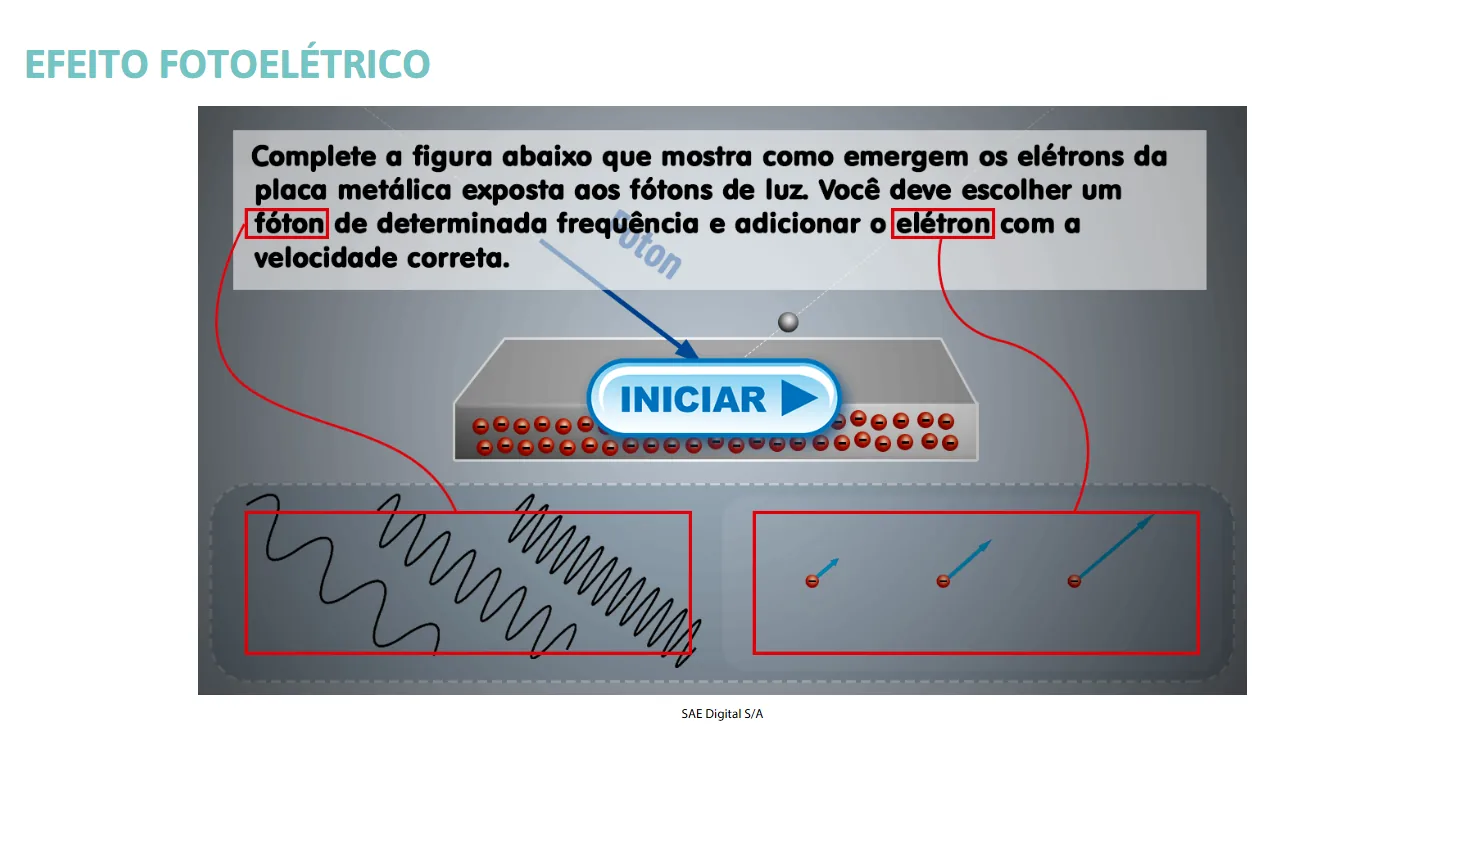 EFEITO FOTOELÉTRICO
Complete a figura abaixo que mostra como emergem os elétrons da
placa metálica exposta aos fótons de luz. Você deve escolher um
fóton de determinada frequência e adicionar o elétron com a
velocidade correta.
Fóton
INICIAR
SAE Digital S/A